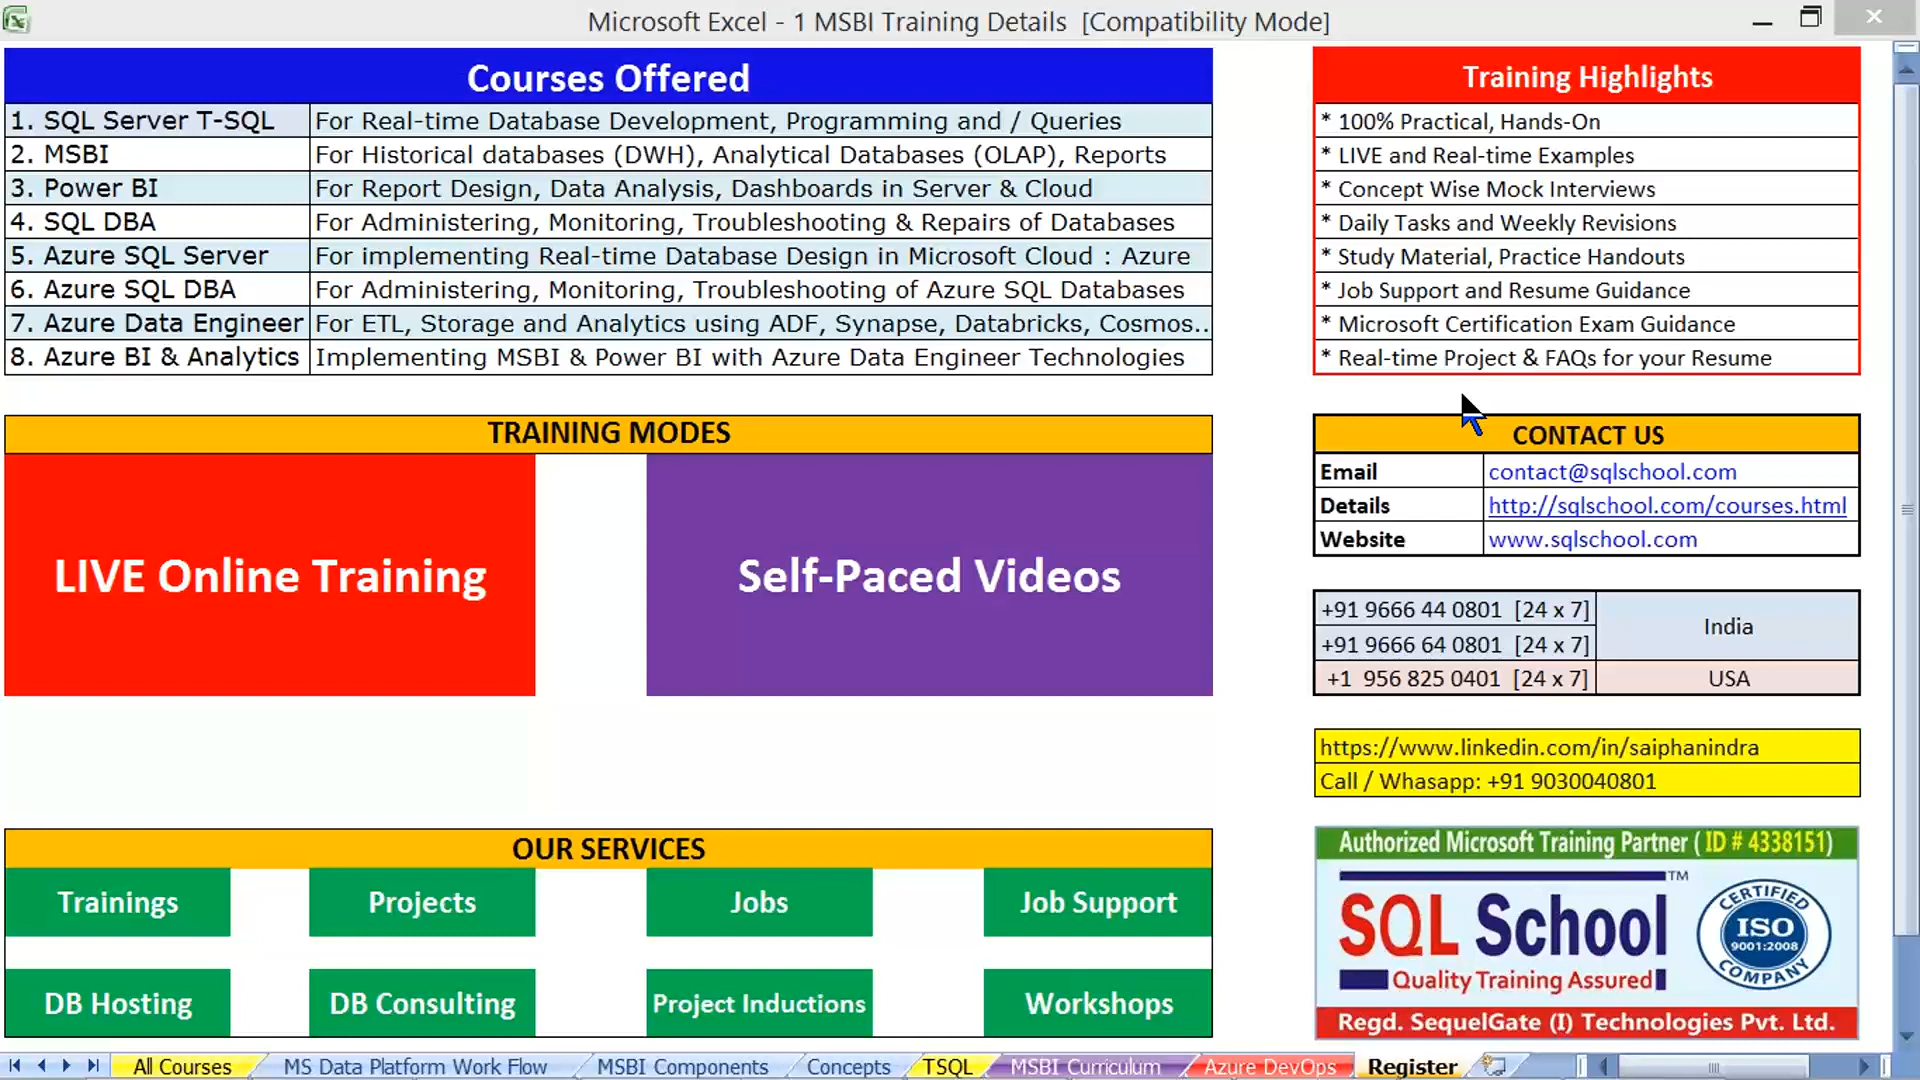 Microsoft Excel - 1 MSBI Training Details  [Compatibility Mode]
Courses Offered
1. SQL Server T-SQL For Real-time Database Development, Programming and / Queries
2. MSBI For Historical databases (DWH), Analytical Databases (OLAP), Reports
3. Power BI For Report Design, Data Analysis, Dashboards in Server & Cloud
4. SQL DBA For Administering, Monitoring, Troubleshooting & Repairs of Databases
5. Azure SQL Server For implementing Real-time Database Design in Microsoft Cloud : Azure
6. Azure SQL DBA For Administering, Monitoring, Troubleshooting of Azure SQL Databases
7. Azure Data Engineer For ETL, Storage and Analytics using ADF, Synapse, Databricks, Cosmos..
8. Azure BI & Analytics Implementing MSBI & Power BI with Azure Data Engineer Technologies
Training Highlights
* 100% Practical, Hands-On
* LIVE and Real-time Examples
* Concept Wise Mock Interviews
* Daily Tasks and Weekly Revisions
* Study Material, Practice Handouts
* Job Support and Resume Guidance
* Microsoft Certification Exam Guidance
* Real-time Project & FAQs for your Resume
TRAINING MODES
LIVE Online Training
Self-Paced Videos
CONTACT US
Email contact@sqlschool.com
Details http://sqlschool.com/courses.html
Website www.sqlschool.com
+91 9666 44 0801 [24 x 7]
India
+91 9666 64 0801 [24 x 7]
+1 956 825 0401 [24 x 7] USA
https://www.linkedin.com/in/saiphanindra
Call / Whasapp: +91 9030040801
OUR SERVICES
Trainings Projects Jobs Job Support
DB Hosting DB Consulting Project Inductions Workshops
Authorized Microsoft Training Partner ( ID # 4338151)
TM
SQL School
Quality Training Assured
CERTIFIED
ISO
9001:2008
COMPANY
Regd. SequelGate (I) Technologies Pvt. Ltd.
All Courses MS Data Platform Work Flow MSBI Components Concepts TSQL MSBI Curriculum Azure DevOps Register